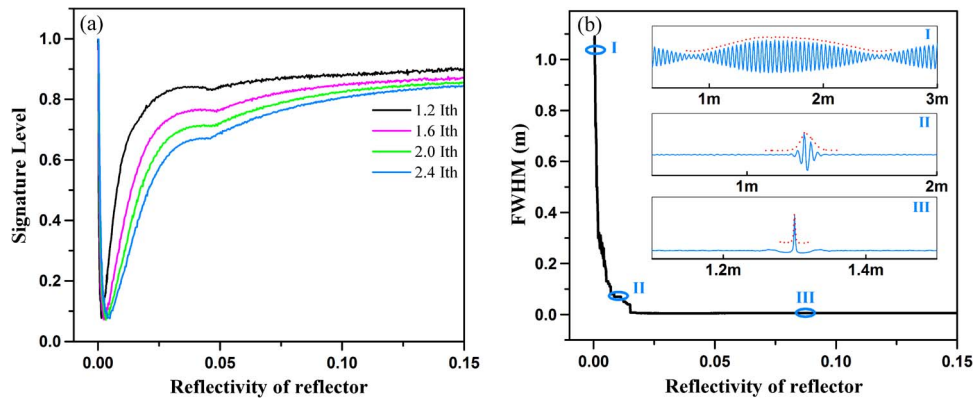 (a)
1.0
0.8
0.6
0.4
0.2
0.0
Signature Level
1.2 Ith
1.6 Ith
2.0 Ith
2.4 Ith
0.00
0.05
0.10
0.15
Reflectivity of reflector
(b)
1.0
0.8
0.6
0.4
0.2
0.0
FWHM (m)
I
II
III
I
1m
2m
3m
II
1m
2m
III
1.2m
1.4m
0.00
0.05
0.10
0.15
Reflectivity of reflector